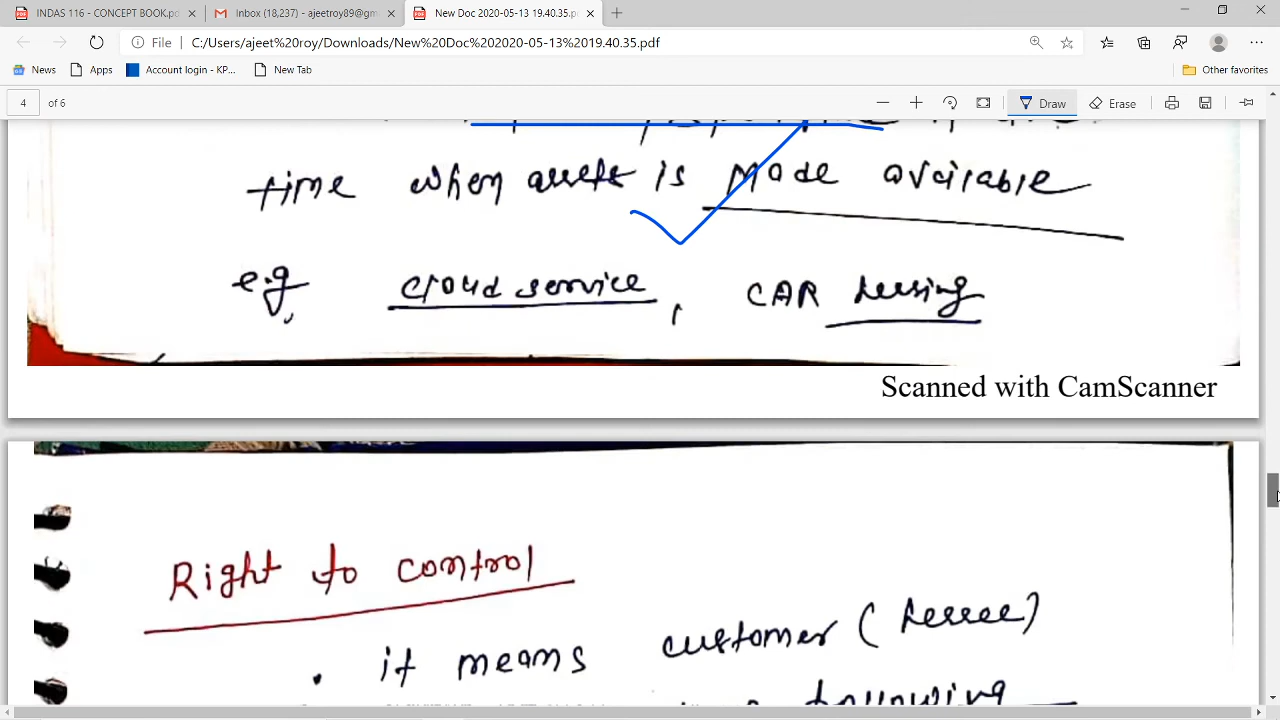 INDAS 116 - CONCEPT BOOK.pd
Inbox (18,237) - ajeetroy89@gm
New Doc 2020-05-13 19.40.35.p
File
C:/Users/ajeet%20roy/Downloads/New%20Doc%202020-05-13%2019.40.35.pdf
News
Apps
Account login - KP...
New Tab
Other favorites
4 of 6
Draw
Erase
time when assets is Made available
e.g. cloud service, CAR leasing
Scanned with CamScanner
Right to control
. it means customer (Lessee)
following